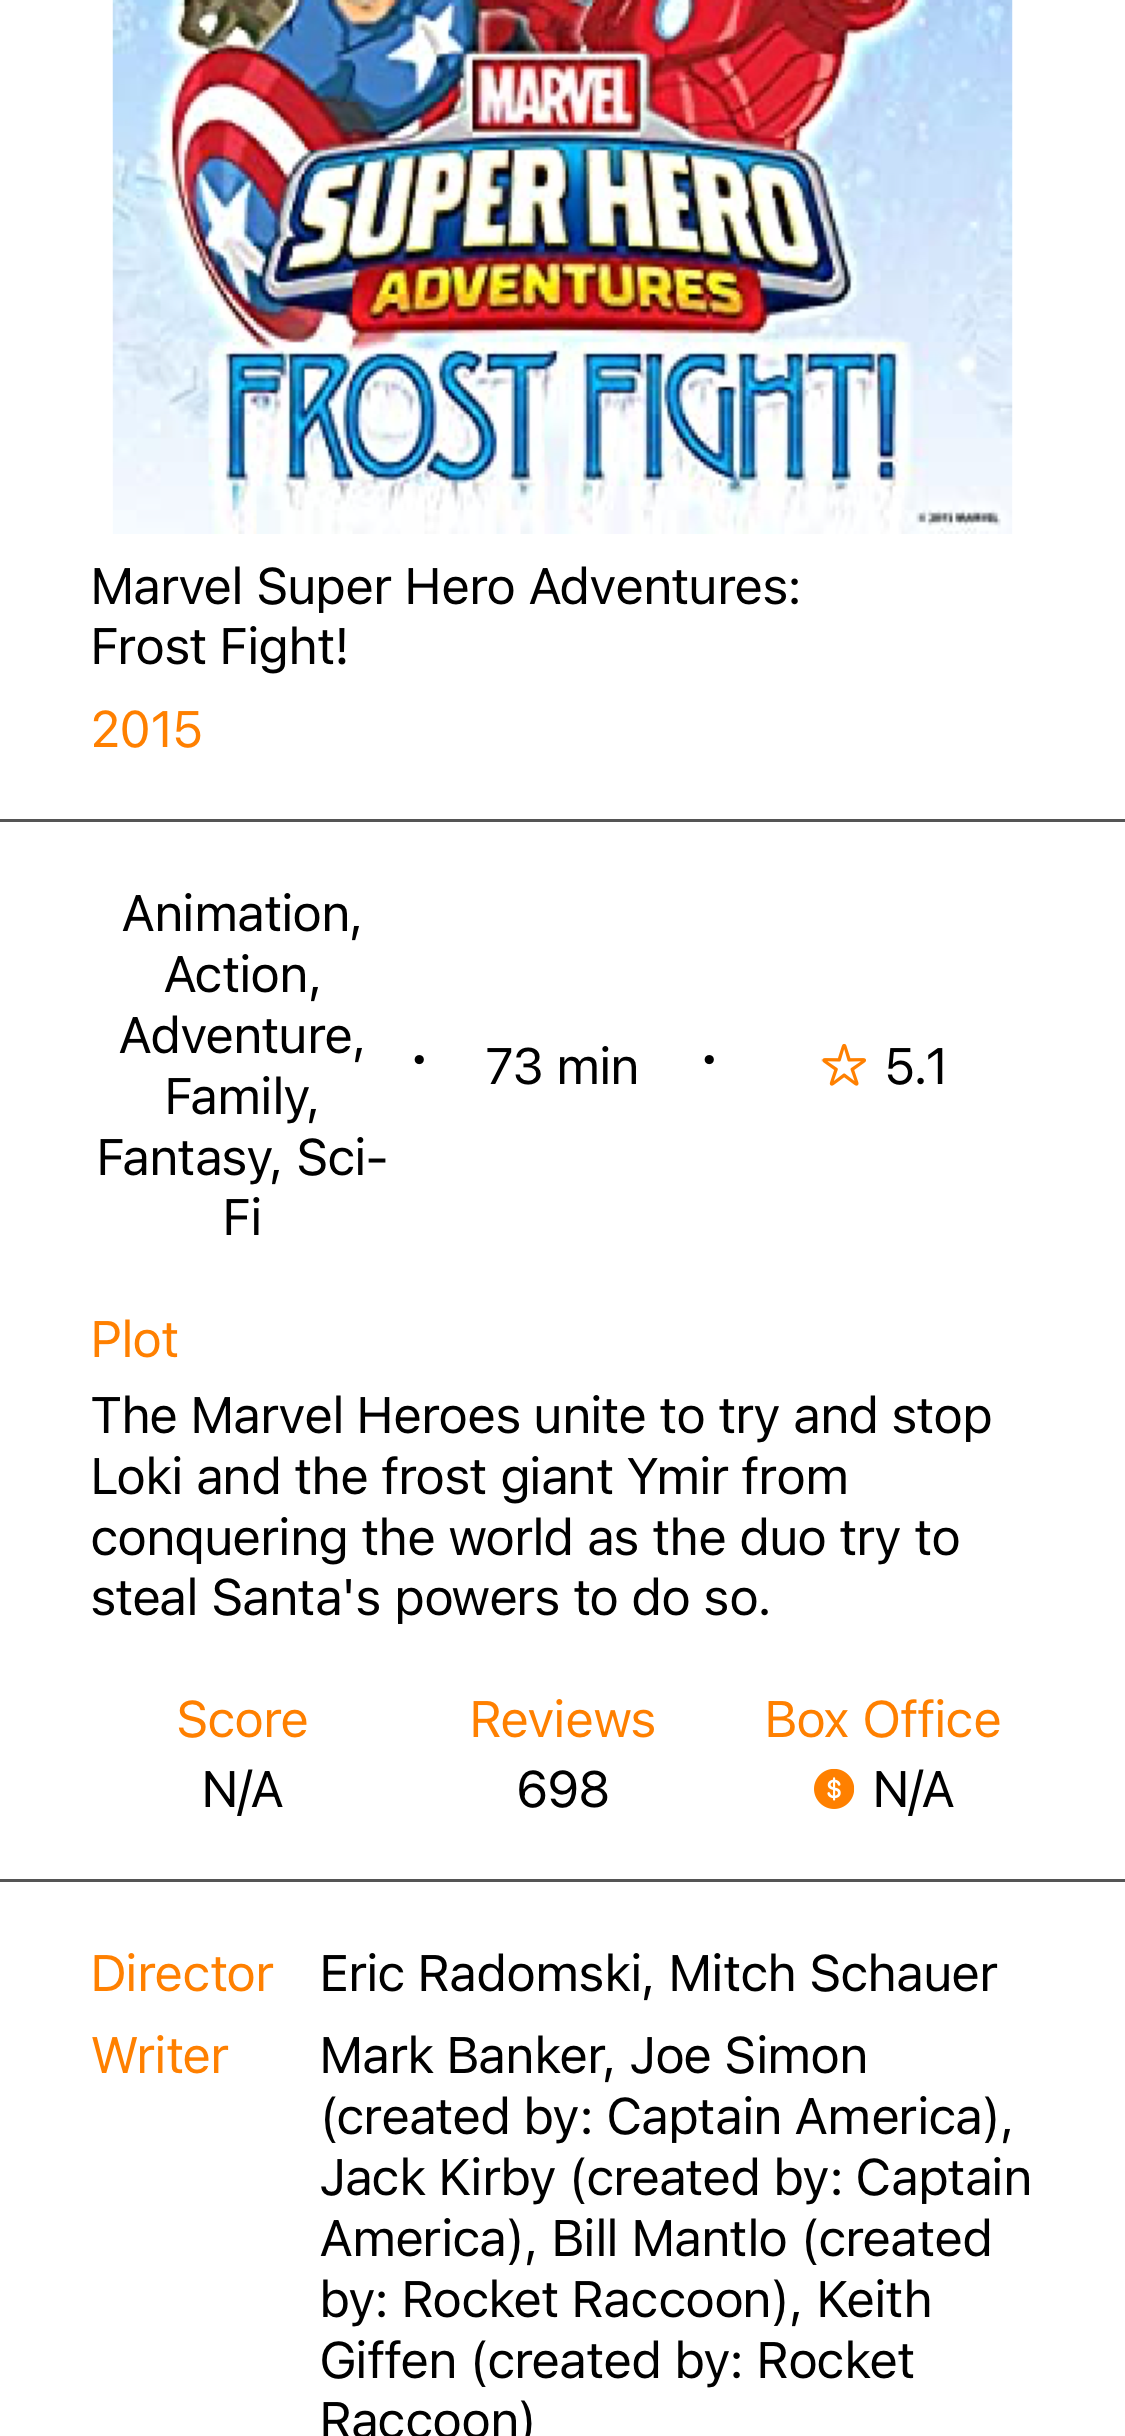 MARVEL
SUPER HERO
ADVENTURES
FROST FIGHT!
© 2015 MARVEL
Marvel Super Hero Adventures:
Frost Fight!
2015
Animation,
Action,
Adventure,
Family,
Fantasy, Sci-
Fi
· 73 min · 5.1
Plot
The Marvel Heroes unite to try and stop
Loki and the frost giant Ymir from
conquering the world as the duo try to
steal Santa's powers to do so.
Score Reviews Box Office
N/A 698 $ N/A
Director Eric Radomski, Mitch Schauer
Writer Mark Banker, Joe Simon
(created by: Captain America),
Jack Kirby (created by: Captain
America), Bill Mantlo (created
by: Rocket Raccoon), Keith
Giffen (created by: Rocket
Raccoon)